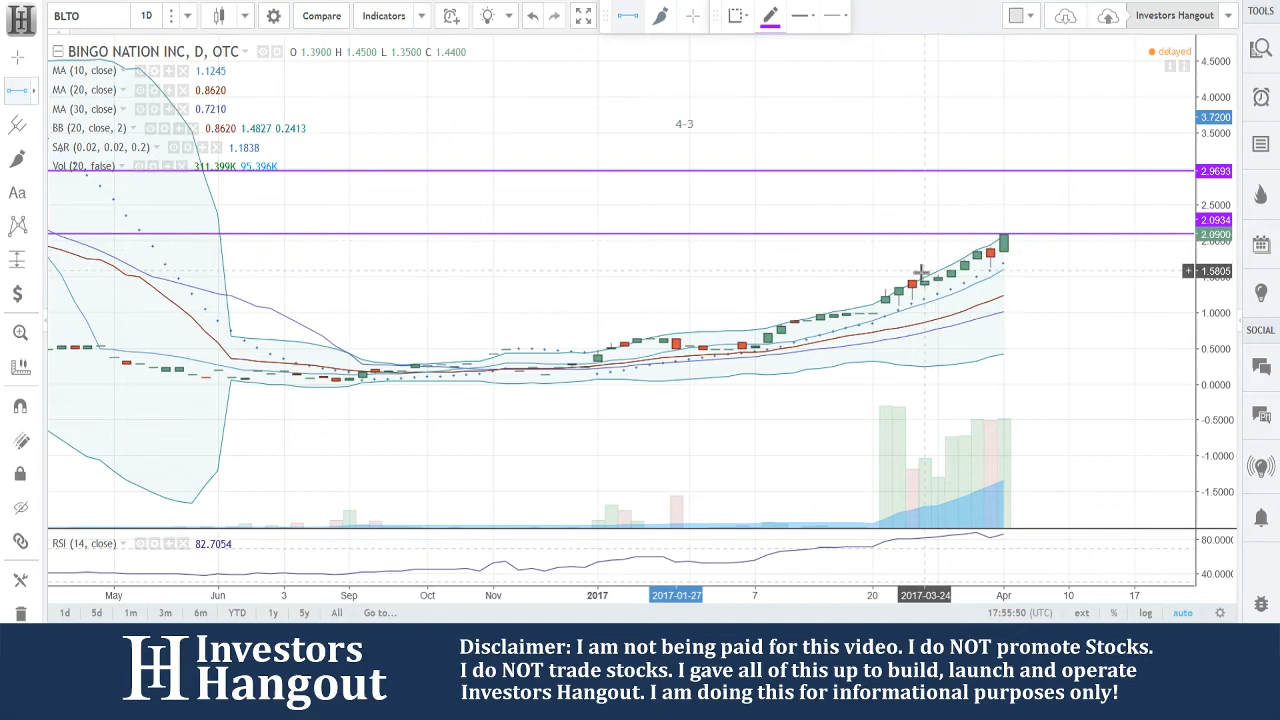 BLTO 1D Compare Indicators Investors Hangout TOOLS
BINGO NATION INC, D, OTC O 1.3900 H 1.4500 L 1.3500 C 1.4400
delayed
MA (10, close) 1.1245
MA (20, close) 0.8620
MA (30, close) 0.7210
BB (20, close, 2) 0.8620 1.4827 0.2413
SAR (0.02, 0.02, 0.2) 1.1838
Vol (20, false) 311.399K 95.396K
4-3
4.5000
4.0000
3.7200
3.5000
2.9693
2.5000
2.0934
2.0900
2.0000
1.5805
1.0000
0.5000
0.0000
-0.5000
-1.0000
-1.5000
SOCIAL
Aa
$
RSI (14, close) 82.7054
80.0000
40.0000
May Jun 3 Sep Oct Nov 2017 2017-01-27 7 20 2017-03-24 Apr 10 17
1d 5d 1m 3m 6m YTD 1y 5y All Go to... 17:55:50 (UTC) ext % log auto
H Investors Hangout
Disclaimer: I am not being paid for this video. I do NOT promote Stocks.
I do NOT trade stocks. I gave all of this up to build, launch and operate
Investors Hangout. I am doing this for informational purposes only!